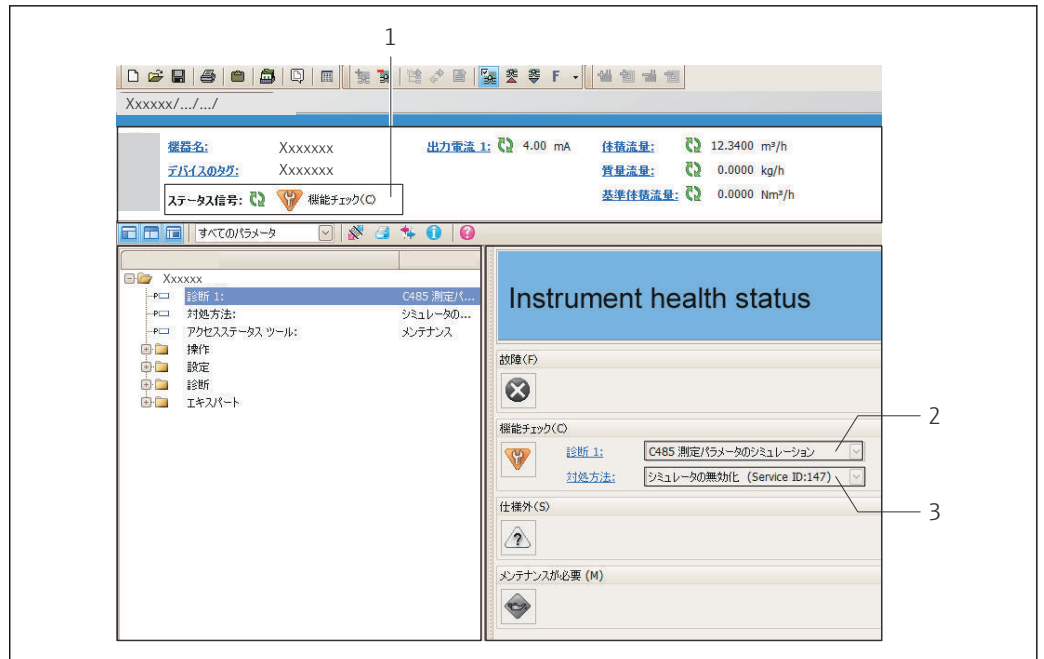 1
F
Xxxxxx/.../.../
機器名: Xxxxxxx 出力電流 1: 4.00 mA 体積流量: 12.3400 m³/h
デバイスのタグ: Xxxxxxx 質量流量: 0.0000 kg/h
ステータス信号: 機能チェック(C) 基準体積流量: 0.0000 Nm³/h
すべてのパラメータ
Xxxxxx
診断 1: C485 測定パ...
対処方法: シミュレータの...
アクセスステータス ツール: メンテナンス
操作
設定
診断
エキスパート
Instrument health status
故障(F)
機能チェック(C)
診断 1: C485 測定パラメータのシミュレーション
2
対処方法: シミュレータの無効化 (Service ID:147)
3
仕様外(S)
メンテナンスが必要 (M)